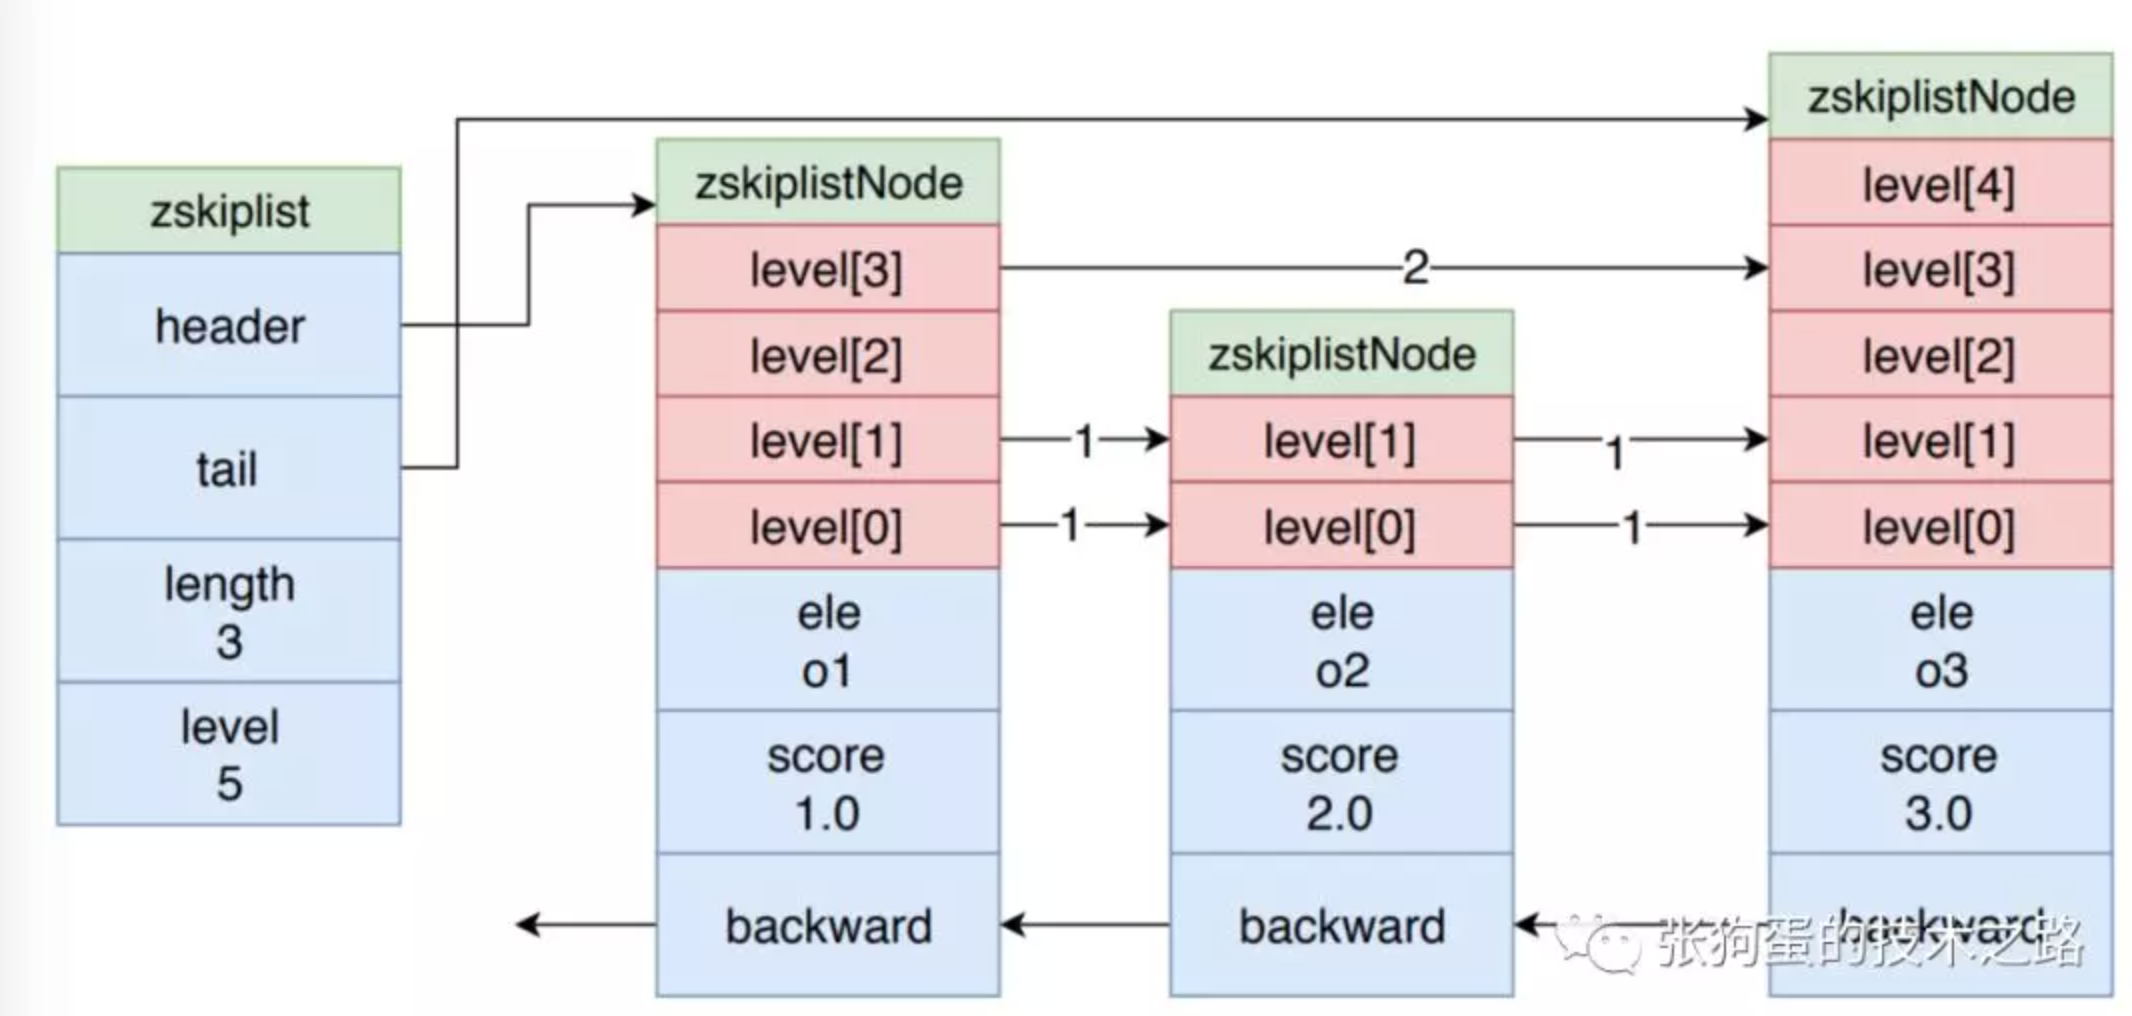 zskiplist
header
tail
length
3
level
5
zskiplistNode
level[3]
level[2]
level[1]
level[0]
ele
o1
score
1.0
backward
2
1
1
zskiplistNode
level[1]
level[0]
ele
o2
score
2.0
backward
1
1
zskiplistNode
level[4]
level[3]
level[2]
level[1]
level[0]
ele
o3
score
3.0
backward
张狗蛋的技术之路